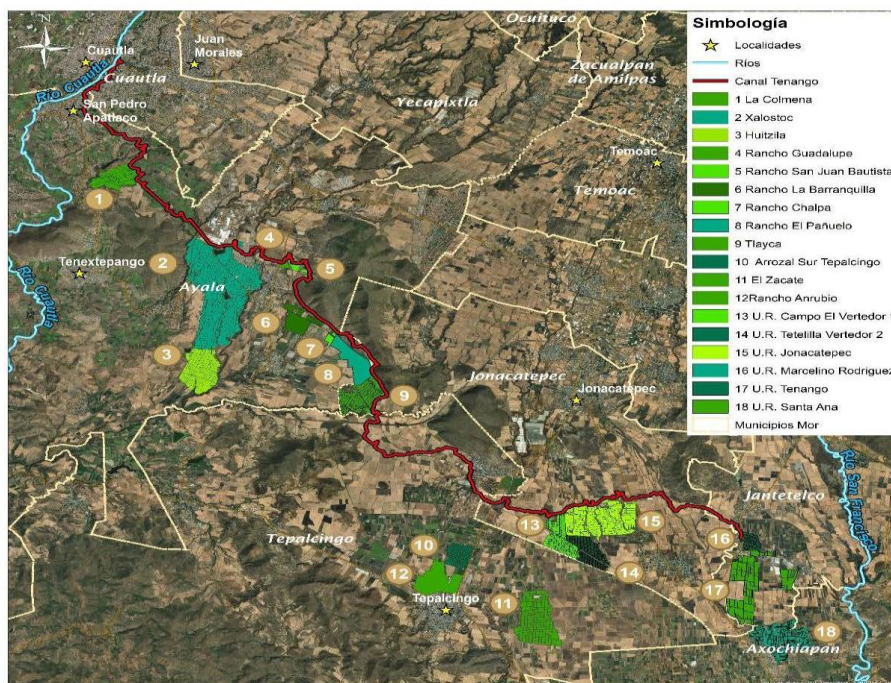 Ocuituco
Juan
Morales
Cuautla
Cuautla
Zacualpan
de Amilpas
Río Cuautla
San Pedro
Apatlaco
Yecapixtla
Temoac
Temoac
1
4
2
Tenextepango
5
Ayala
Río Cuautla
6
7
3
8
9
Jonacatepec
Jonacatepec
Río San Francisco
Jantetelco
13
15
16
Tepalcingo
10
14
12
17
11
Tepalcingo
18
Axochiapan
Simbología
Localidades
Ríos
Canal Tenango
1 La Colmena
2 Xalostoc
3 Huitzila
4 Rancho Guadalupe
5 Rancho San Juan Bautista
6 Rancho La Barranquilla
7 Rancho Chalpa
8 Rancho El Pañuelo
9 Tlayca
10 Arrozal Sur Tepalcingo
11 El Zacate
12Rancho Anrubio
13 U.R. Campo El Vertedor 1
14 U.R. Tetelilla Vertedor 2
15 U.R. Jonacatepec
16 U.R. Marcelino Rodriguez
17 U.R. Tenango
18 U.R. Santa Ana
Municipios Mor